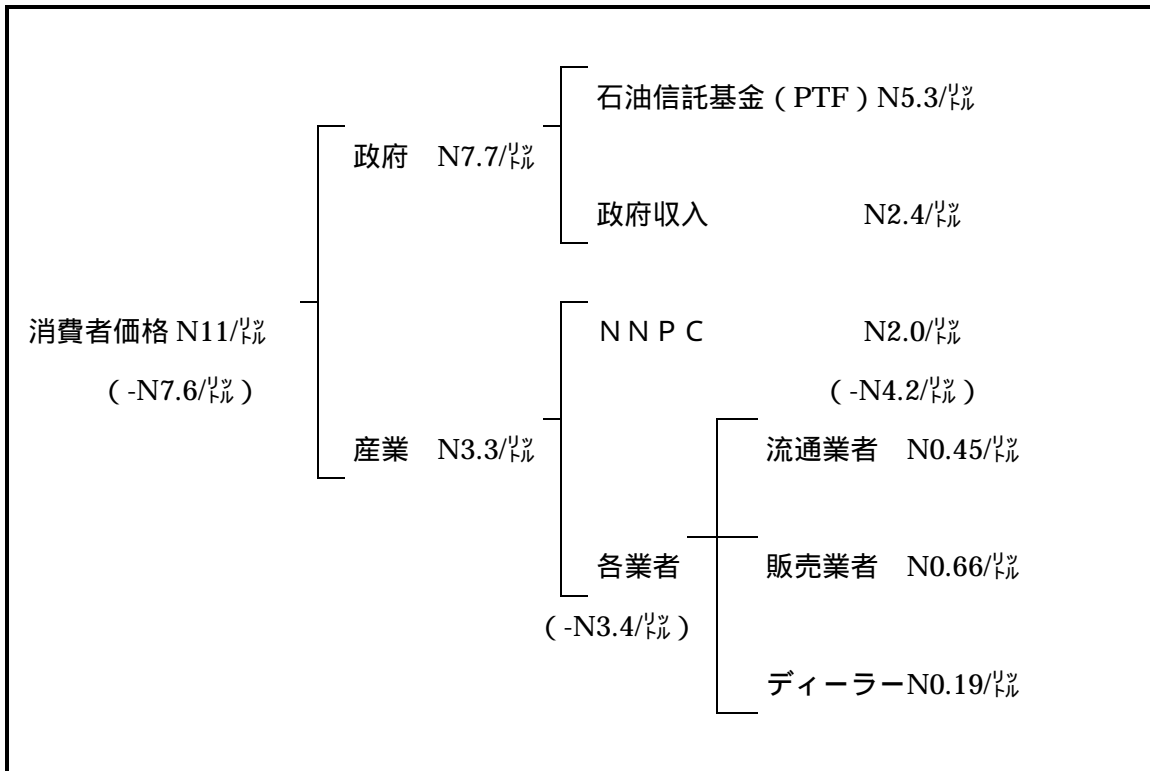 石油信託基金（PTF）N5.3/㍑
政府 N7.7/㍑
政府収入 N2.4/㍑
消費者価格 N11/㍑
（-N7.6/㍑）
ＮＮＰＣ N2.0/㍑
（-N4.2/㍑）
産業 N3.3/㍑
流通業者 N0.45/㍑
各業者
（-N3.4/㍑）
販売業者 N0.66/㍑
ディーラーN0.19/㍑